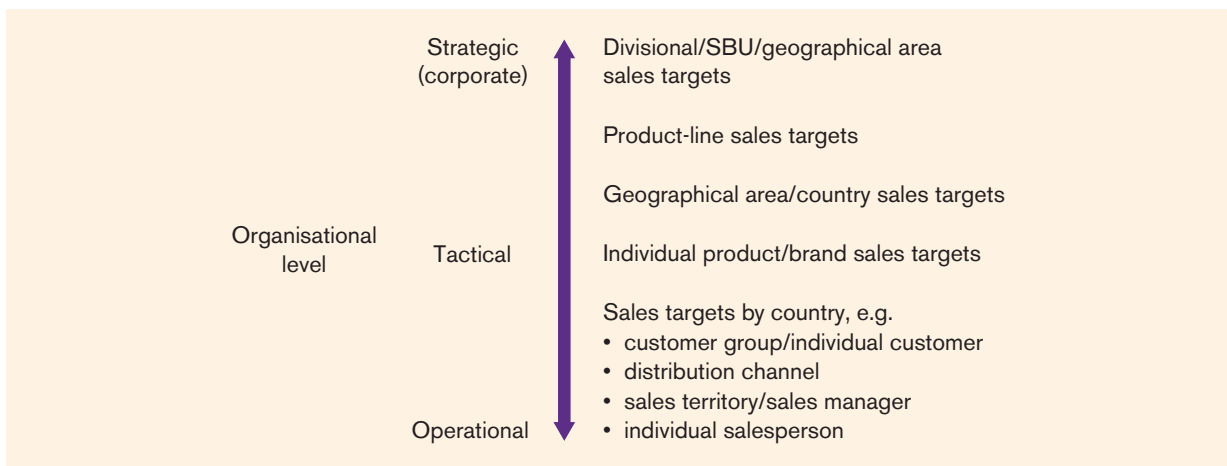 Strategic
(corporate)
Divisional/SBU/geographical area
sales targets
Product-line sales targets
Geographical area/country sales targets
Organisational
level
Tactical
Individual product/brand sales targets
Sales targets by country, e.g.
• customer group/individual customer
• distribution channel
• sales territory/sales manager
Operational
• individual salesperson